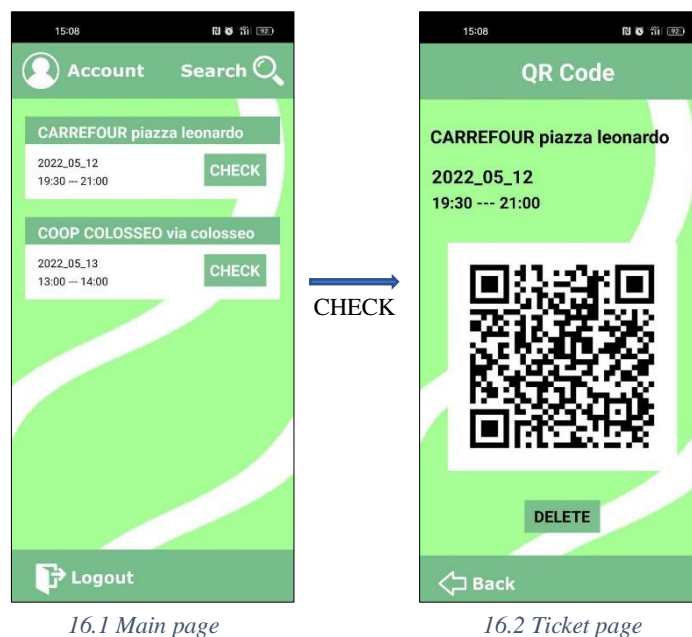 15:08
92
Account Search
CARREFOUR piazza leonardo
2022_05_12
19:30 --- 21:00
CHECK
COOP COLOSSEO via colosseo
2022_05_13
13:00 --- 14:00
CHECK
Logout
16.1 Main page
CHECK
15:08
92
QR Code
CARREFOUR piazza leonardo
2022_05_12
19:30 --- 21:00
DELETE
Back
16.2 Ticket page